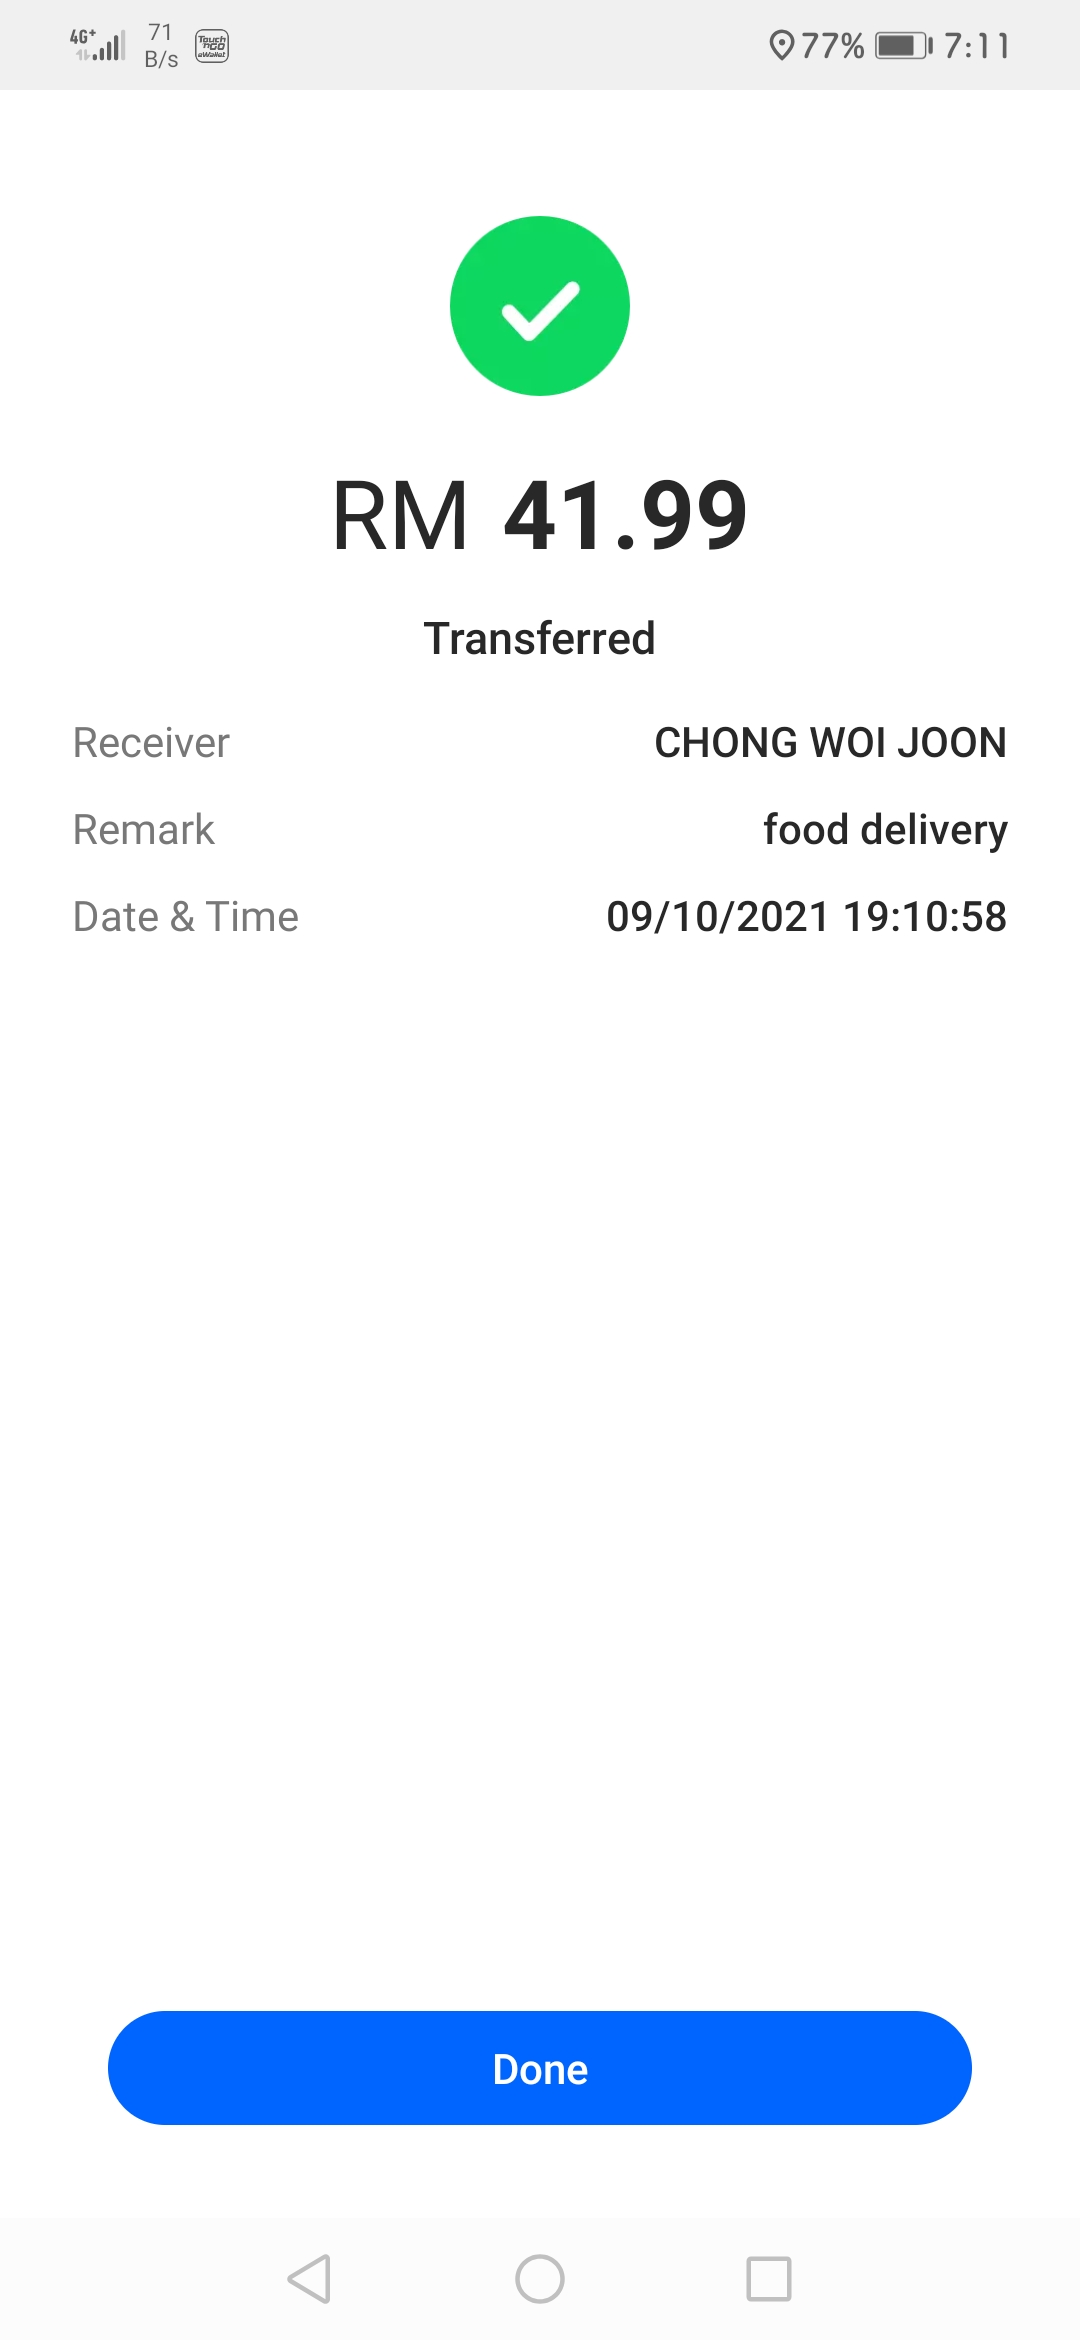 4G+ 71 B/s Touch 'nGO eWallet 77% 7:11
RM 41.99
Transferred
Receiver CHONG WOI JOON
Remark food delivery
Date & Time 09/10/2021 19:10:58
Done